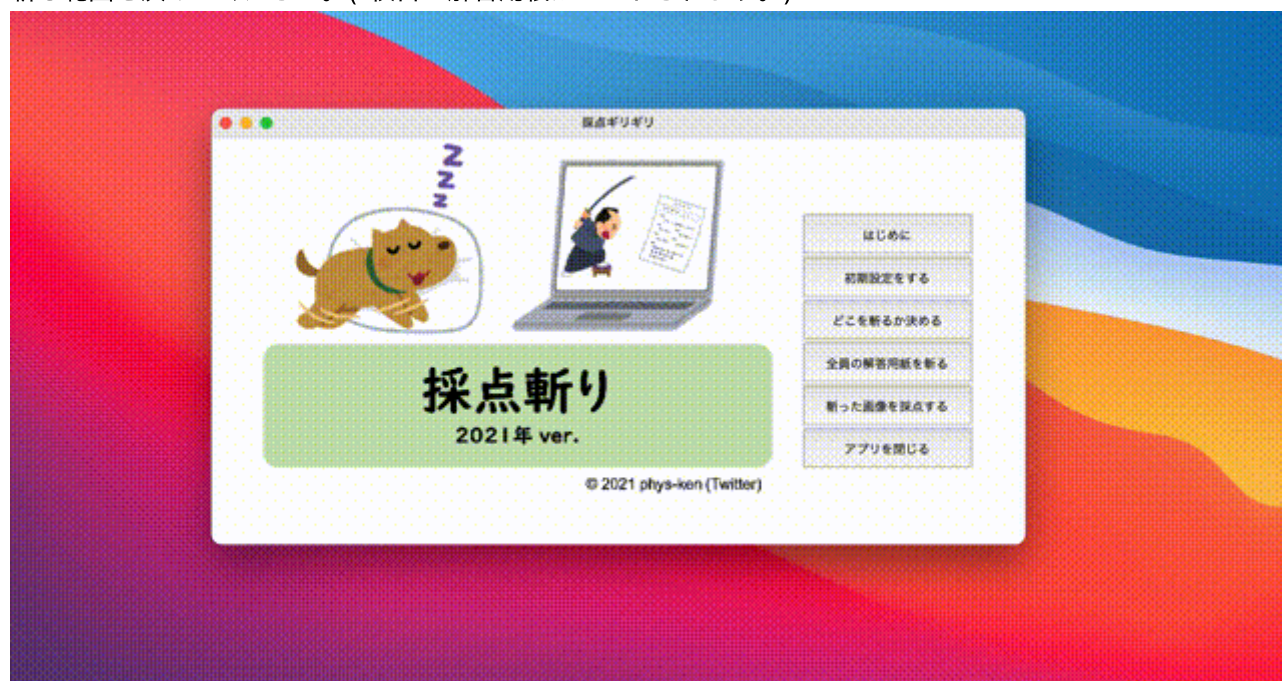 採点ギリギリ
zzZ
はじめに
初期設定をする
どこを斬るか決める
全員の解答用紙を斬る
斬った画像を採点する
アプリを閉じる
採点斬り
2021年 ver.
© 2021 phys-ken (Twitter)